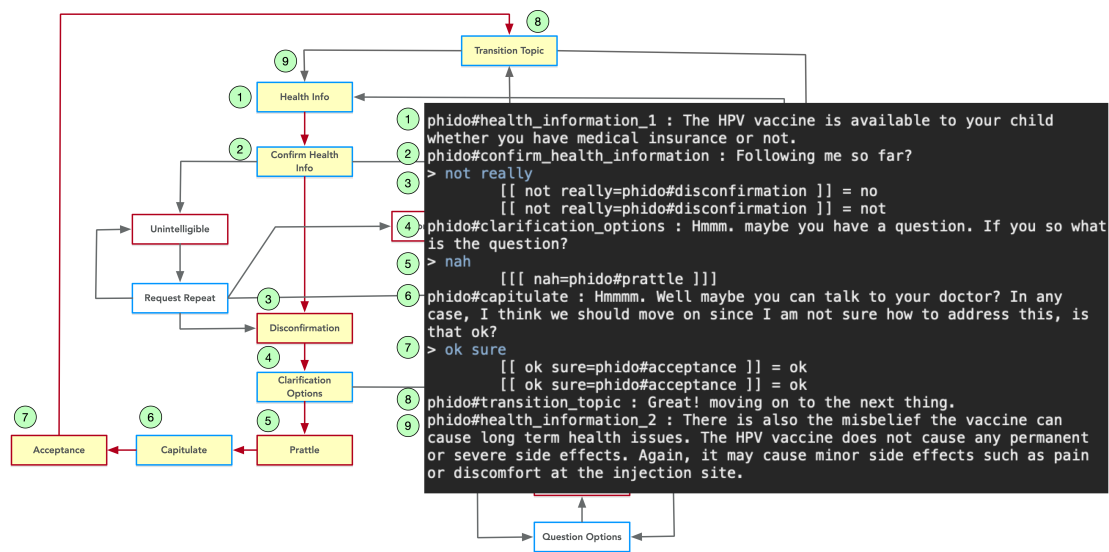 8
Transition Topic
9
1
Health Info
2
Confirm Health
Info
Unintelligible
Request Repeat
3
Disconfirmation
4
Clarification
Options
7
6
5
Acceptance
Capitulate
Prattle
1
phido#health_information_1 : The HPV vaccine is available to your child
whether you have medical insurance or not.
2
phido#confirm_health_information : Following me so far?
3
> not really
[[ not really=phido#disconfirmation ]] = no
[[ not really=phido#disconfirmation ]] = not
4
phido#clarification_options : Hmmm. maybe you have a question. If you so what
is the question?
5
> nah
[[[ nah=phido#prattle ]]]
6
phido#capitulate : Hmmmm. Well maybe you can talk to your doctor? In any
case, I think we should move on since I am not sure how to address this, is
that ok?
7
> ok sure
[[ ok sure=phido#acceptance ]] = ok
[[ ok sure=phido#acceptance ]] = ok
8
phido#transition_topic : Great! moving on to the next thing.
9
phido#health_information_2 : There is also the misbelief the vaccine can
cause long term health issues. The HPV vaccine does not cause any permanent
or severe side effects. Again, it may cause minor side effects such as pain
or discomfort at the injection site.
Question Options